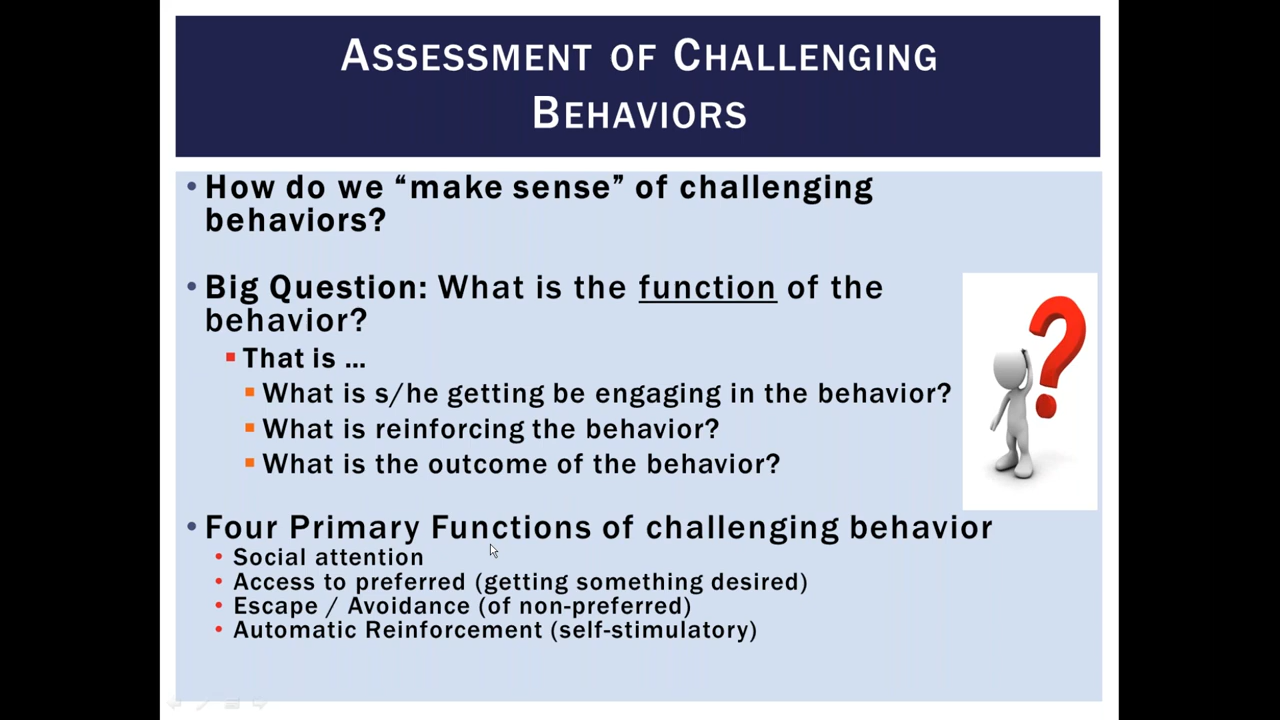 ASSESSMENT OF CHALLENGING
BEHAVIORS
• How do we “make sense” of challenging
behaviors?
• Big Question: What is the function of the
behavior?
▪ That is ...
▪ What is s/he getting be engaging in the behavior?
▪ What is reinforcing the behavior?
▪ What is the outcome of the behavior?
• Four Primary Functions of challenging behavior
• Social attention
• Access to preferred (getting something desired)
• Escape / Avoidance (of non-preferred)
• Automatic Reinforcement (self-stimulatory)